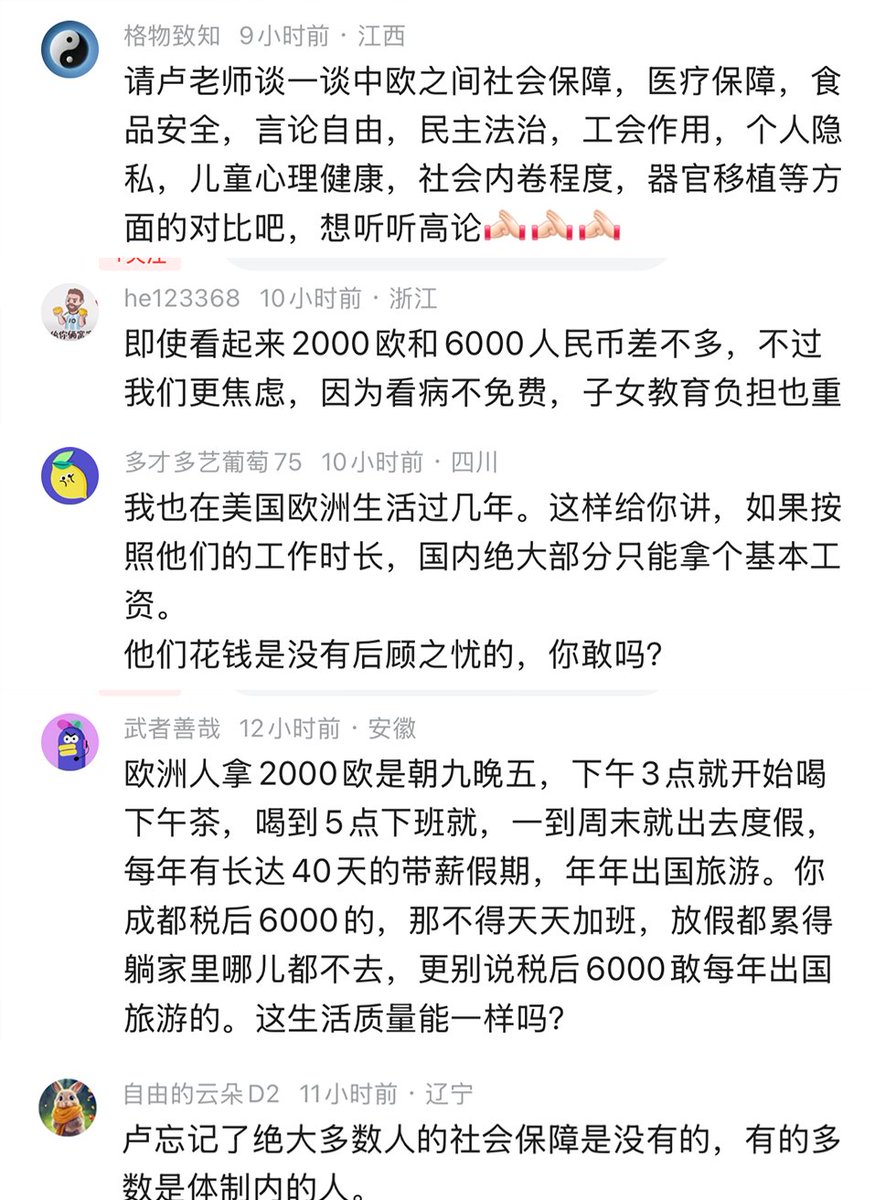 格物致知 9小时前 · 江西
请卢老师谈一谈中欧之间社会保障，医疗保障，食
品安全，言论自由，民主法治，工会作用，个人隐
私，儿童心理健康，社会内卷程度，器官移植等方
面的对比吧，想听听高论
he123368 10小时前 · 浙江
即使看起来2000欧和6000人民币差不多，不过
我们更焦虑，因为看病不免费，子女教育负担也重
多才多艺葡萄75 10小时前 · 四川
我也在美国欧洲生活过几年。这样给你讲，如果按
照他们的工作时长，国内绝大部分只能拿个基本工
资。
他们花钱是没有后顾之忧的，你敢吗？
武者善哉 12小时前 · 安徽
欧洲人拿2000欧是朝九晚五，下午3点就开始喝
下午茶，喝到5点下班就，一到周末就出去度假，
每年有长达40天的带薪假期，年年出国旅游。你
成都税后6000的，那不得天天加班，放假都累得
躺家里哪儿都不去，更别说税后6000敢每年出国
旅游的。这生活质量能一样吗？
自由的云朵D2 11小时前 · 辽宁
卢忘记了绝大多数人的社会保障是没有的，有的多
数是体制内的人。